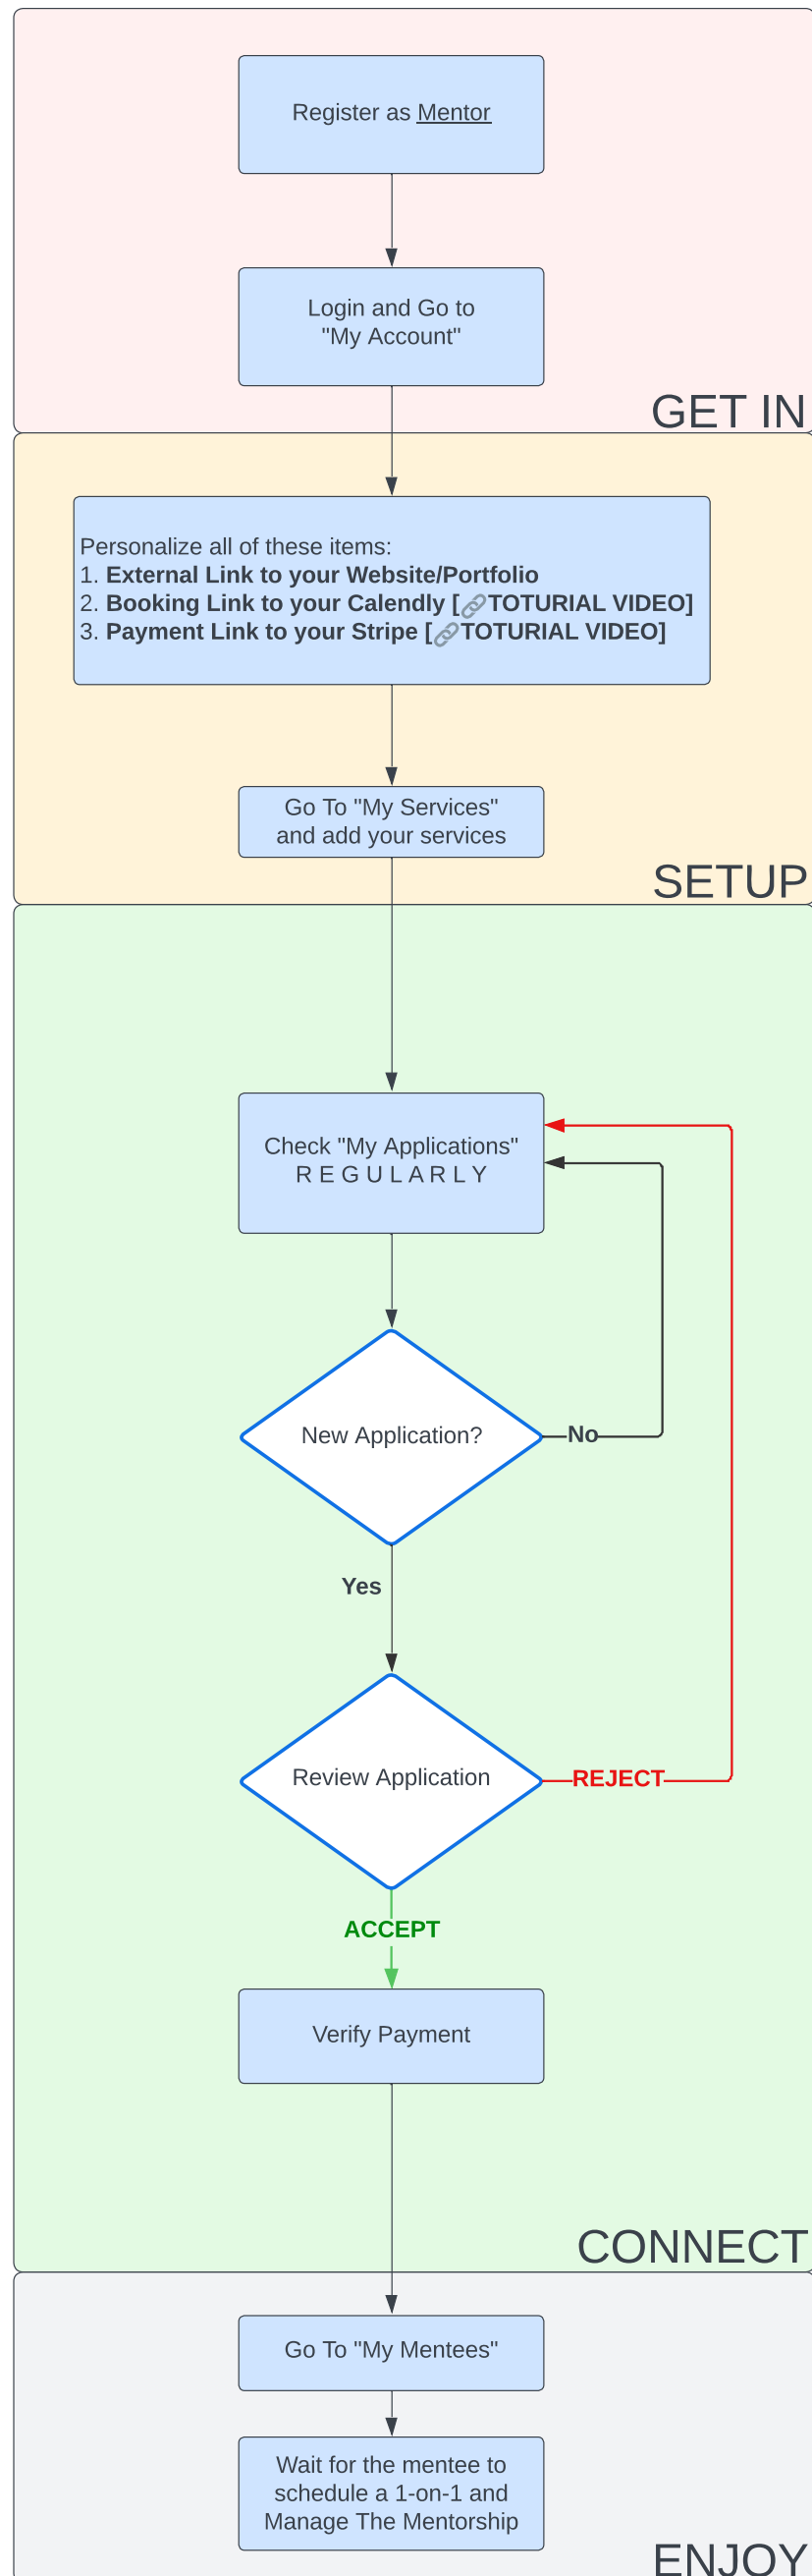 Register as Mentor
Login and Go to
"My Account"
GET IN
Personalize all of these items:
1. External Link to your Website/Portfolio
2. Booking Link to your Calendly [🔗TOTURIAL VIDEO]
3. Payment Link to your Stripe [🔗TOTURIAL VIDEO]
Go To "My Services"
and add your services
SETUP
Check "My Applications"
R E G U L A R L Y
New Application?
No
Yes
Review Application
REJECT
ACCEPT
Verify Payment
CONNECT
Go To "My Mentees"
Wait for the mentee to
schedule a 1-on-1 and
Manage The Mentorship
ENJOY